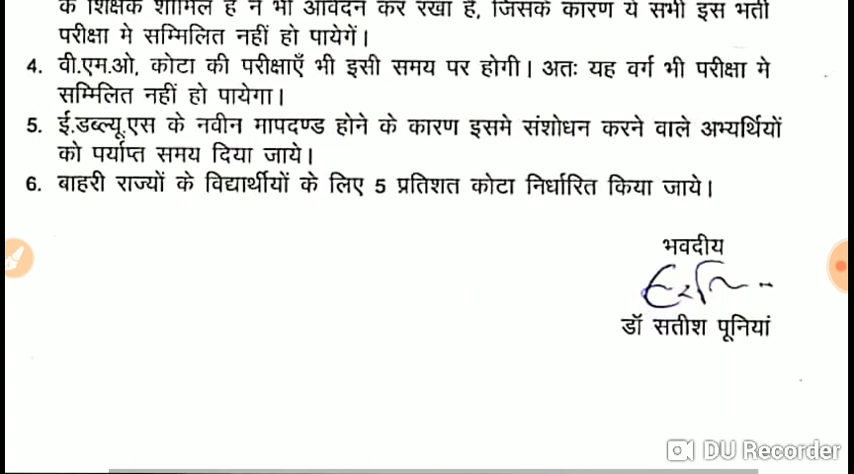 के शिक्षक शामिल है ने भी आवेदन कर रखा है, जिसके कारण ये सभी इस भर्ती
परीक्षा मे सम्मिलित नहीं हो पायेगें।
4. वी.एम.ओ, कोटा की परीक्षाएँ भी इसी समय पर होगी। अतः यह वर्ग भी परीक्षा मे
सम्मिलित नहीं हो पायेगा।
5. ई.डब्ल्यू.एस के नवीन मापदण्ड होने के कारण इसमे संशोधन करने वाले अभ्यर्थियों
को पर्याप्त समय दिया जाये।
6. बाहरी राज्यों के विद्यार्थीयों के लिए 5 प्रतिशत कोटा निर्धारित किया जाये।
भवदीय
डॉ सतीश पूनियां
DU Recorder